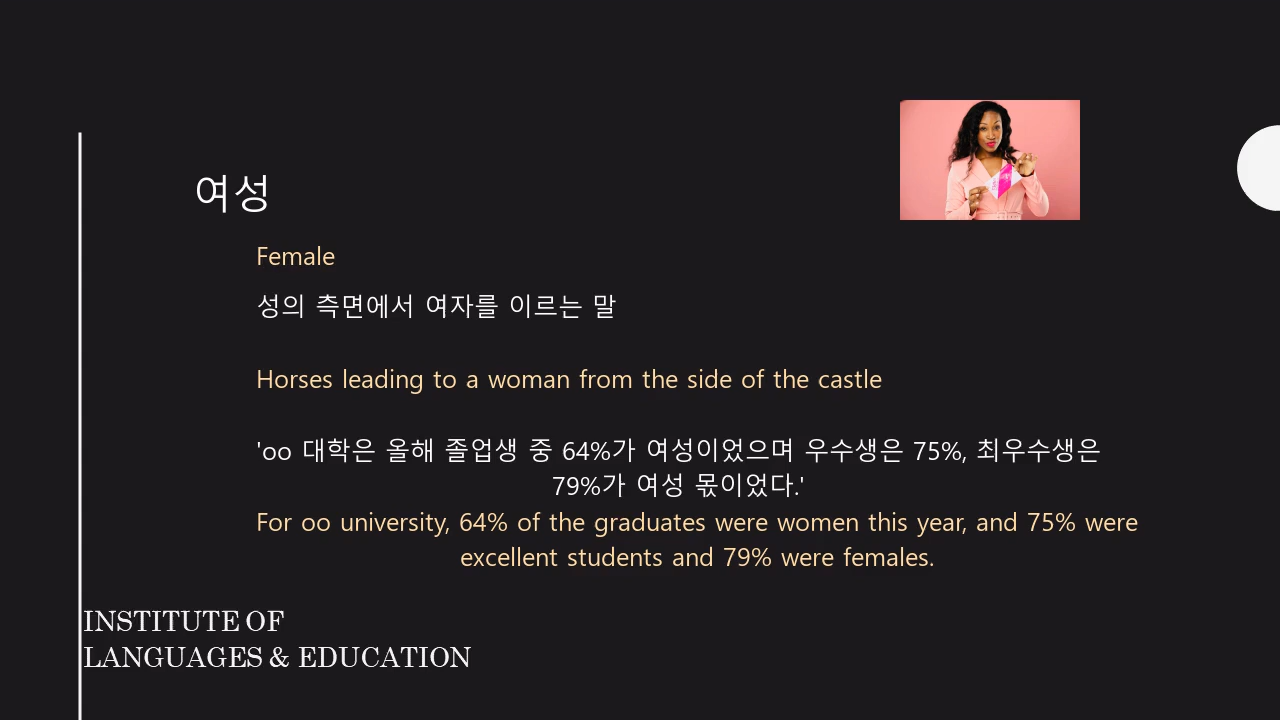 여성
Female
성의 측면에서 여자를 이르는 말
Horses leading to a woman from the side of the castle
'oo 대학은 올해 졸업생 중 64%가 여성이었으며 우수생은 75%, 최우수생은
79%가 여성 몫이었다.'
For oo university, 64% of the graduates were women this year, and 75% were
excellent students and 79% were females.
INSTITUTE OF
LANGUAGES & EDUCATION